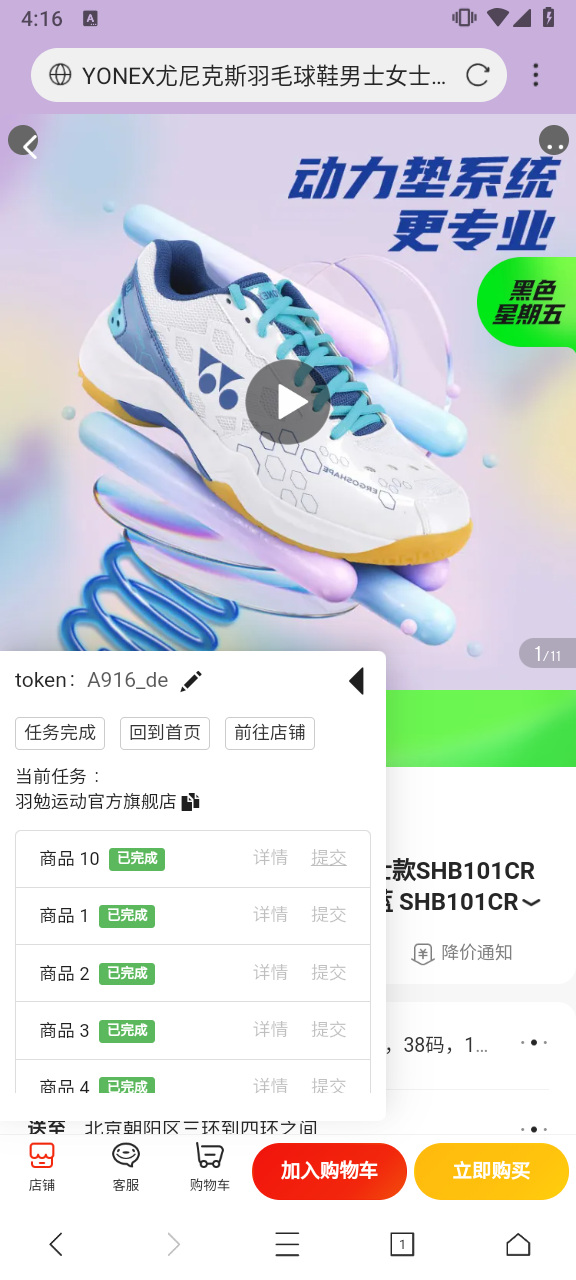 4:16 A
YONEX尤尼克斯羽毛球鞋男士女士...
动力垫系统
更专业
黑色
星期五
YONEX
ERGOSHAPE
1/11
token: A916_de
任务完成 回到首页 前往店铺
当前任务：
羽勉运动官方旗舰店
商品 10 已完成 详情 提交
士款SHB101CR
商品 1 已完成 详情 提交
蓝 SHB101CR
降价通知
商品 2 已完成 详情 提交
商品 3 已完成 详情 提交
，38码，1...
商品 4 已完成 详情 提交
送至 北京朝阳区三环到四环之间
店铺 客服 购物车 加入购物车 立即购买
1